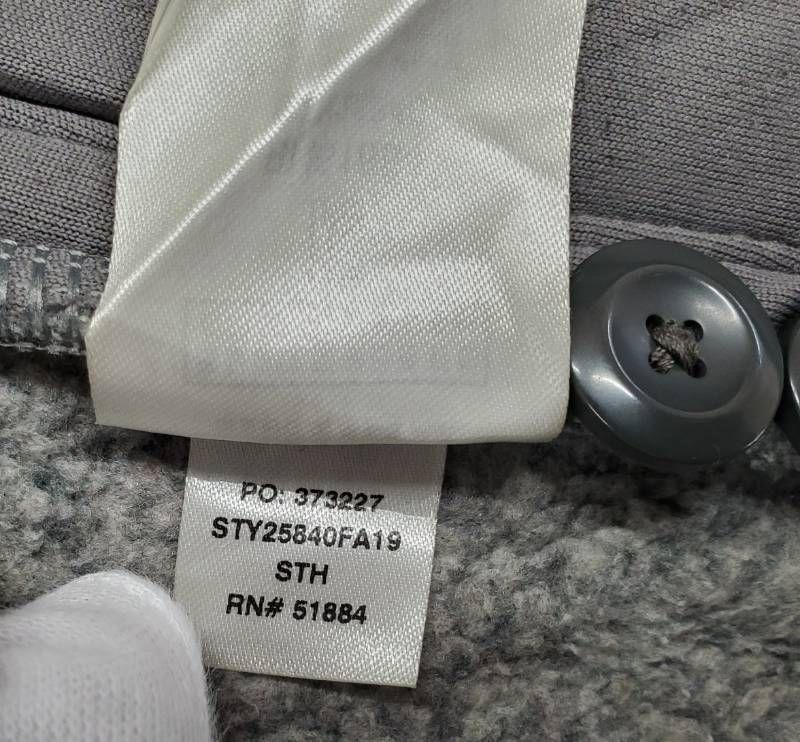 PO: 373227
STY25840FA19
STH
RN# 51884